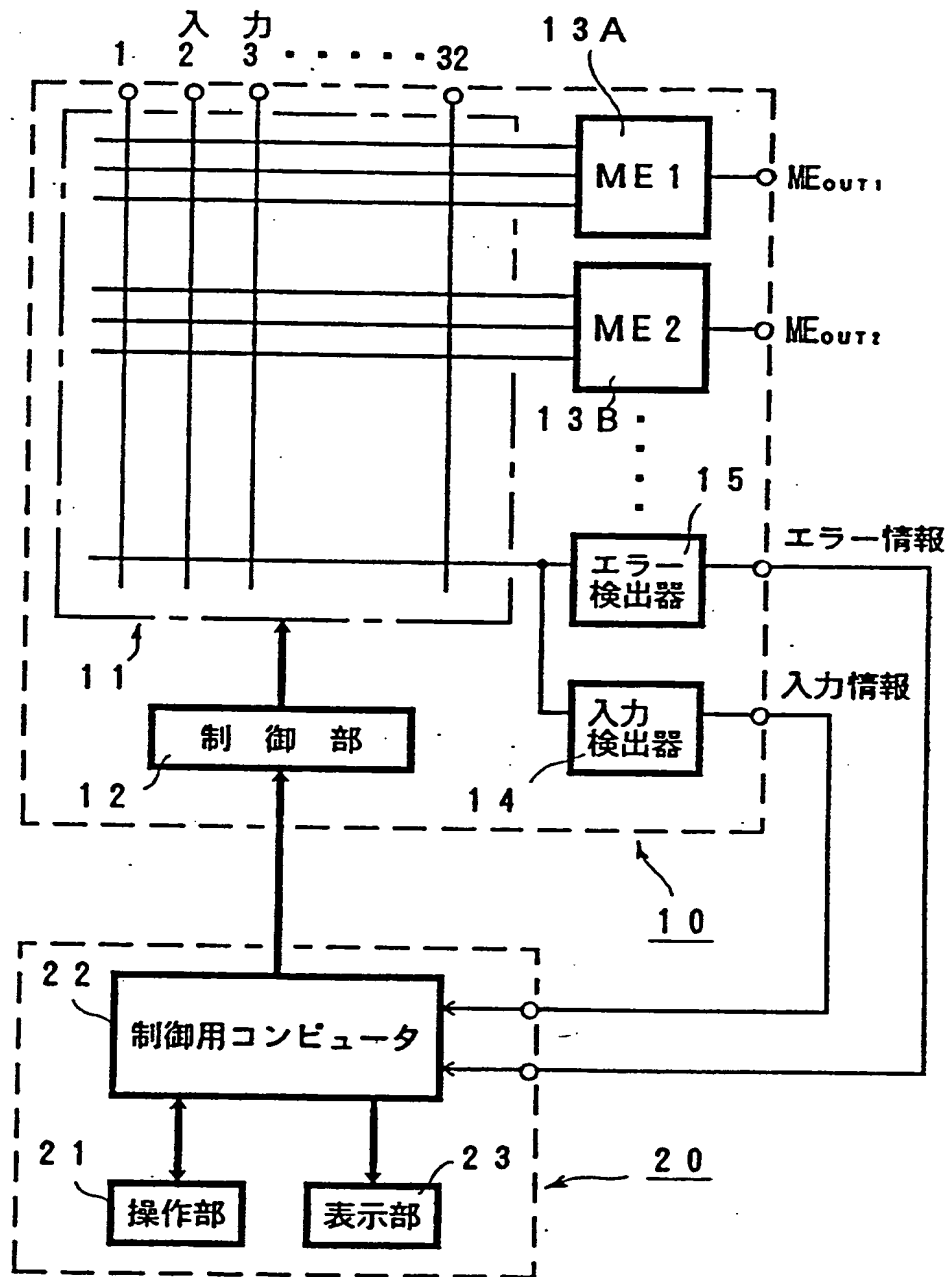 入 力
1 2 3 ・・・・・ 32
13A
ME1
MEOUT1
ME2
MEOUT2
13B
15
エラー情報
エラー
検出器
11
入力情報
入力
検出器
制 御 部
12
14
10
22
制御用コンピュータ
21
23
20
操作部
表示部